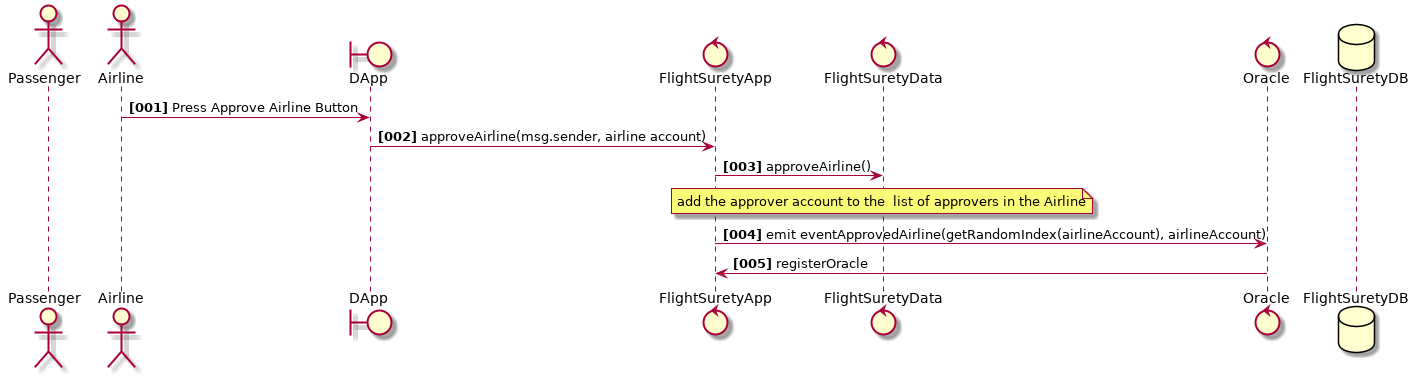 Passenger Airline DApp FlightSuretyApp FlightSuretyData Oracle FlightSuretyDB
[001] Press Approve Airline Button
[002] approveAirline(msg.sender, airline account)
[003] approveAirline()
add the approver account to the  list of approvers in the Airline
[004] emit eventApprovedAirline(getRandomIndex(airlineAccount), airlineAccount)
[005] registerOracle
Passenger Airline DApp FlightSuretyApp FlightSuretyData Oracle FlightSuretyDB